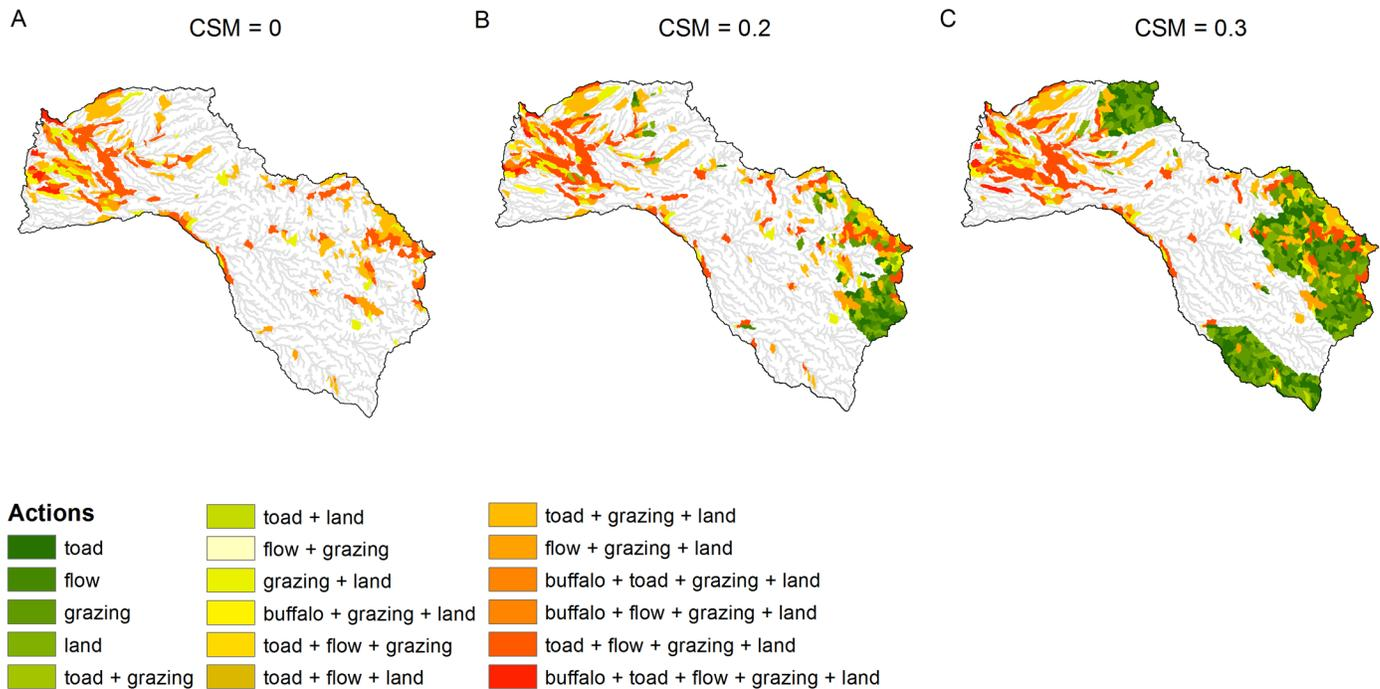 A
CSM = 0
B
CSM = 0.2
C
CSM = 0.3
Actions
toad
flow
grazing
land
toad + grazing
toad + land
flow + grazing
grazing + land
buffalo + grazing + land
toad + flow + grazing
toad + flow + land
toad + grazing + land
flow + grazing + land
buffalo + toad + grazing + land
buffalo + flow + grazing + land
toad + flow + grazing + land
buffalo + toad + flow + grazing + land